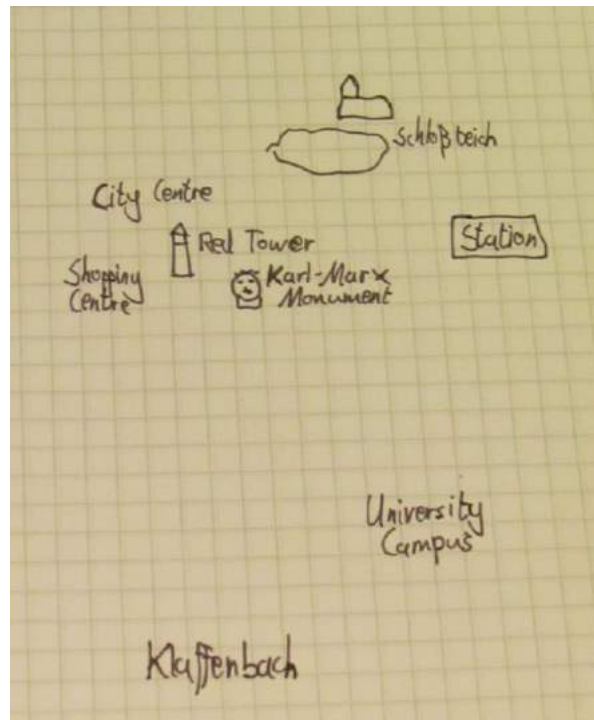 Schloßteich
City Centre
Red Tower
Station
Shopping
Centre
Karl-Marx
Monument
University
Campus
Klaffenbach